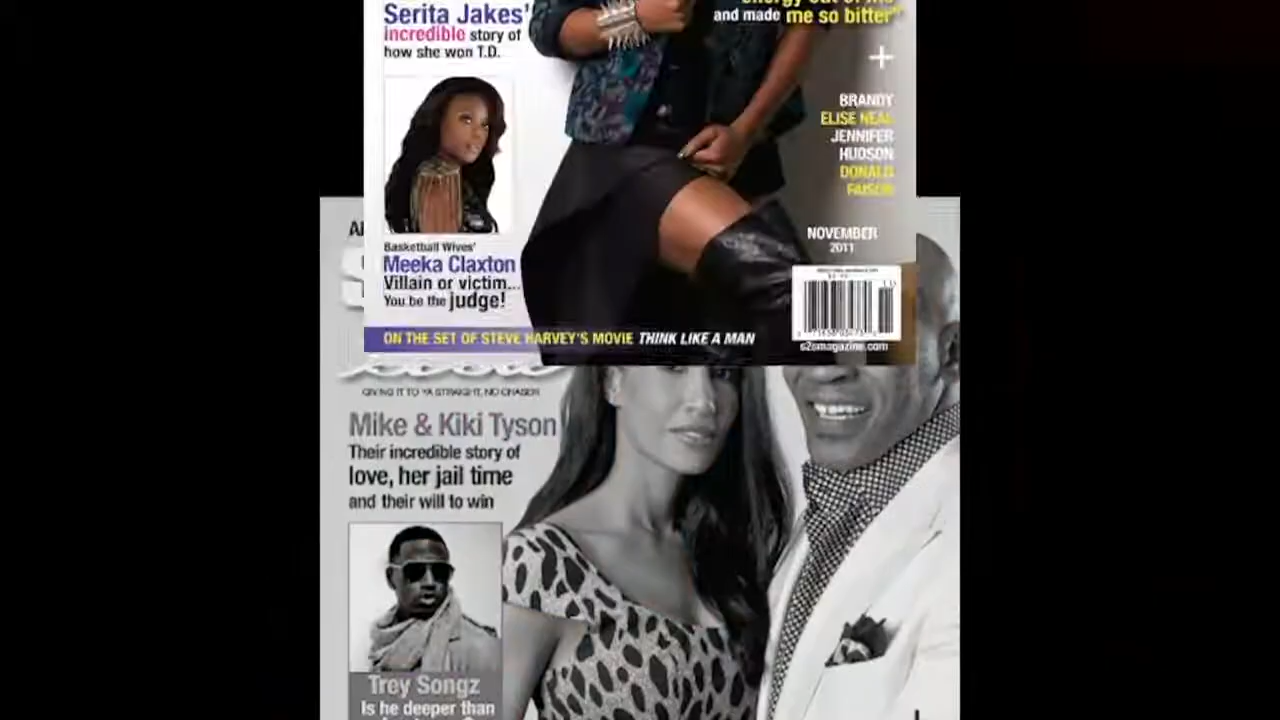 Serita Jakes'
incredible story of
how she won T.D.
and made me so bitter"
+
BRANDY
ELISE NEAL
JENNIFER
HUDSON
DONALD
FAISON
NOVEMBER
2011
Basketball Wives'
Meeka Claxton
Villain or victim...
You be the judge!
ON THE SET OF STEVE HARVEY'S MOVIE THINK LIKE A MAN
s2smagazine.com
GIVING IT TO YA STRAIGHT, NO CHASER
Mike & Kiki Tyson
Their incredible story of
love, her jail time
and their will to win
Trey Songz
Is he deeper than